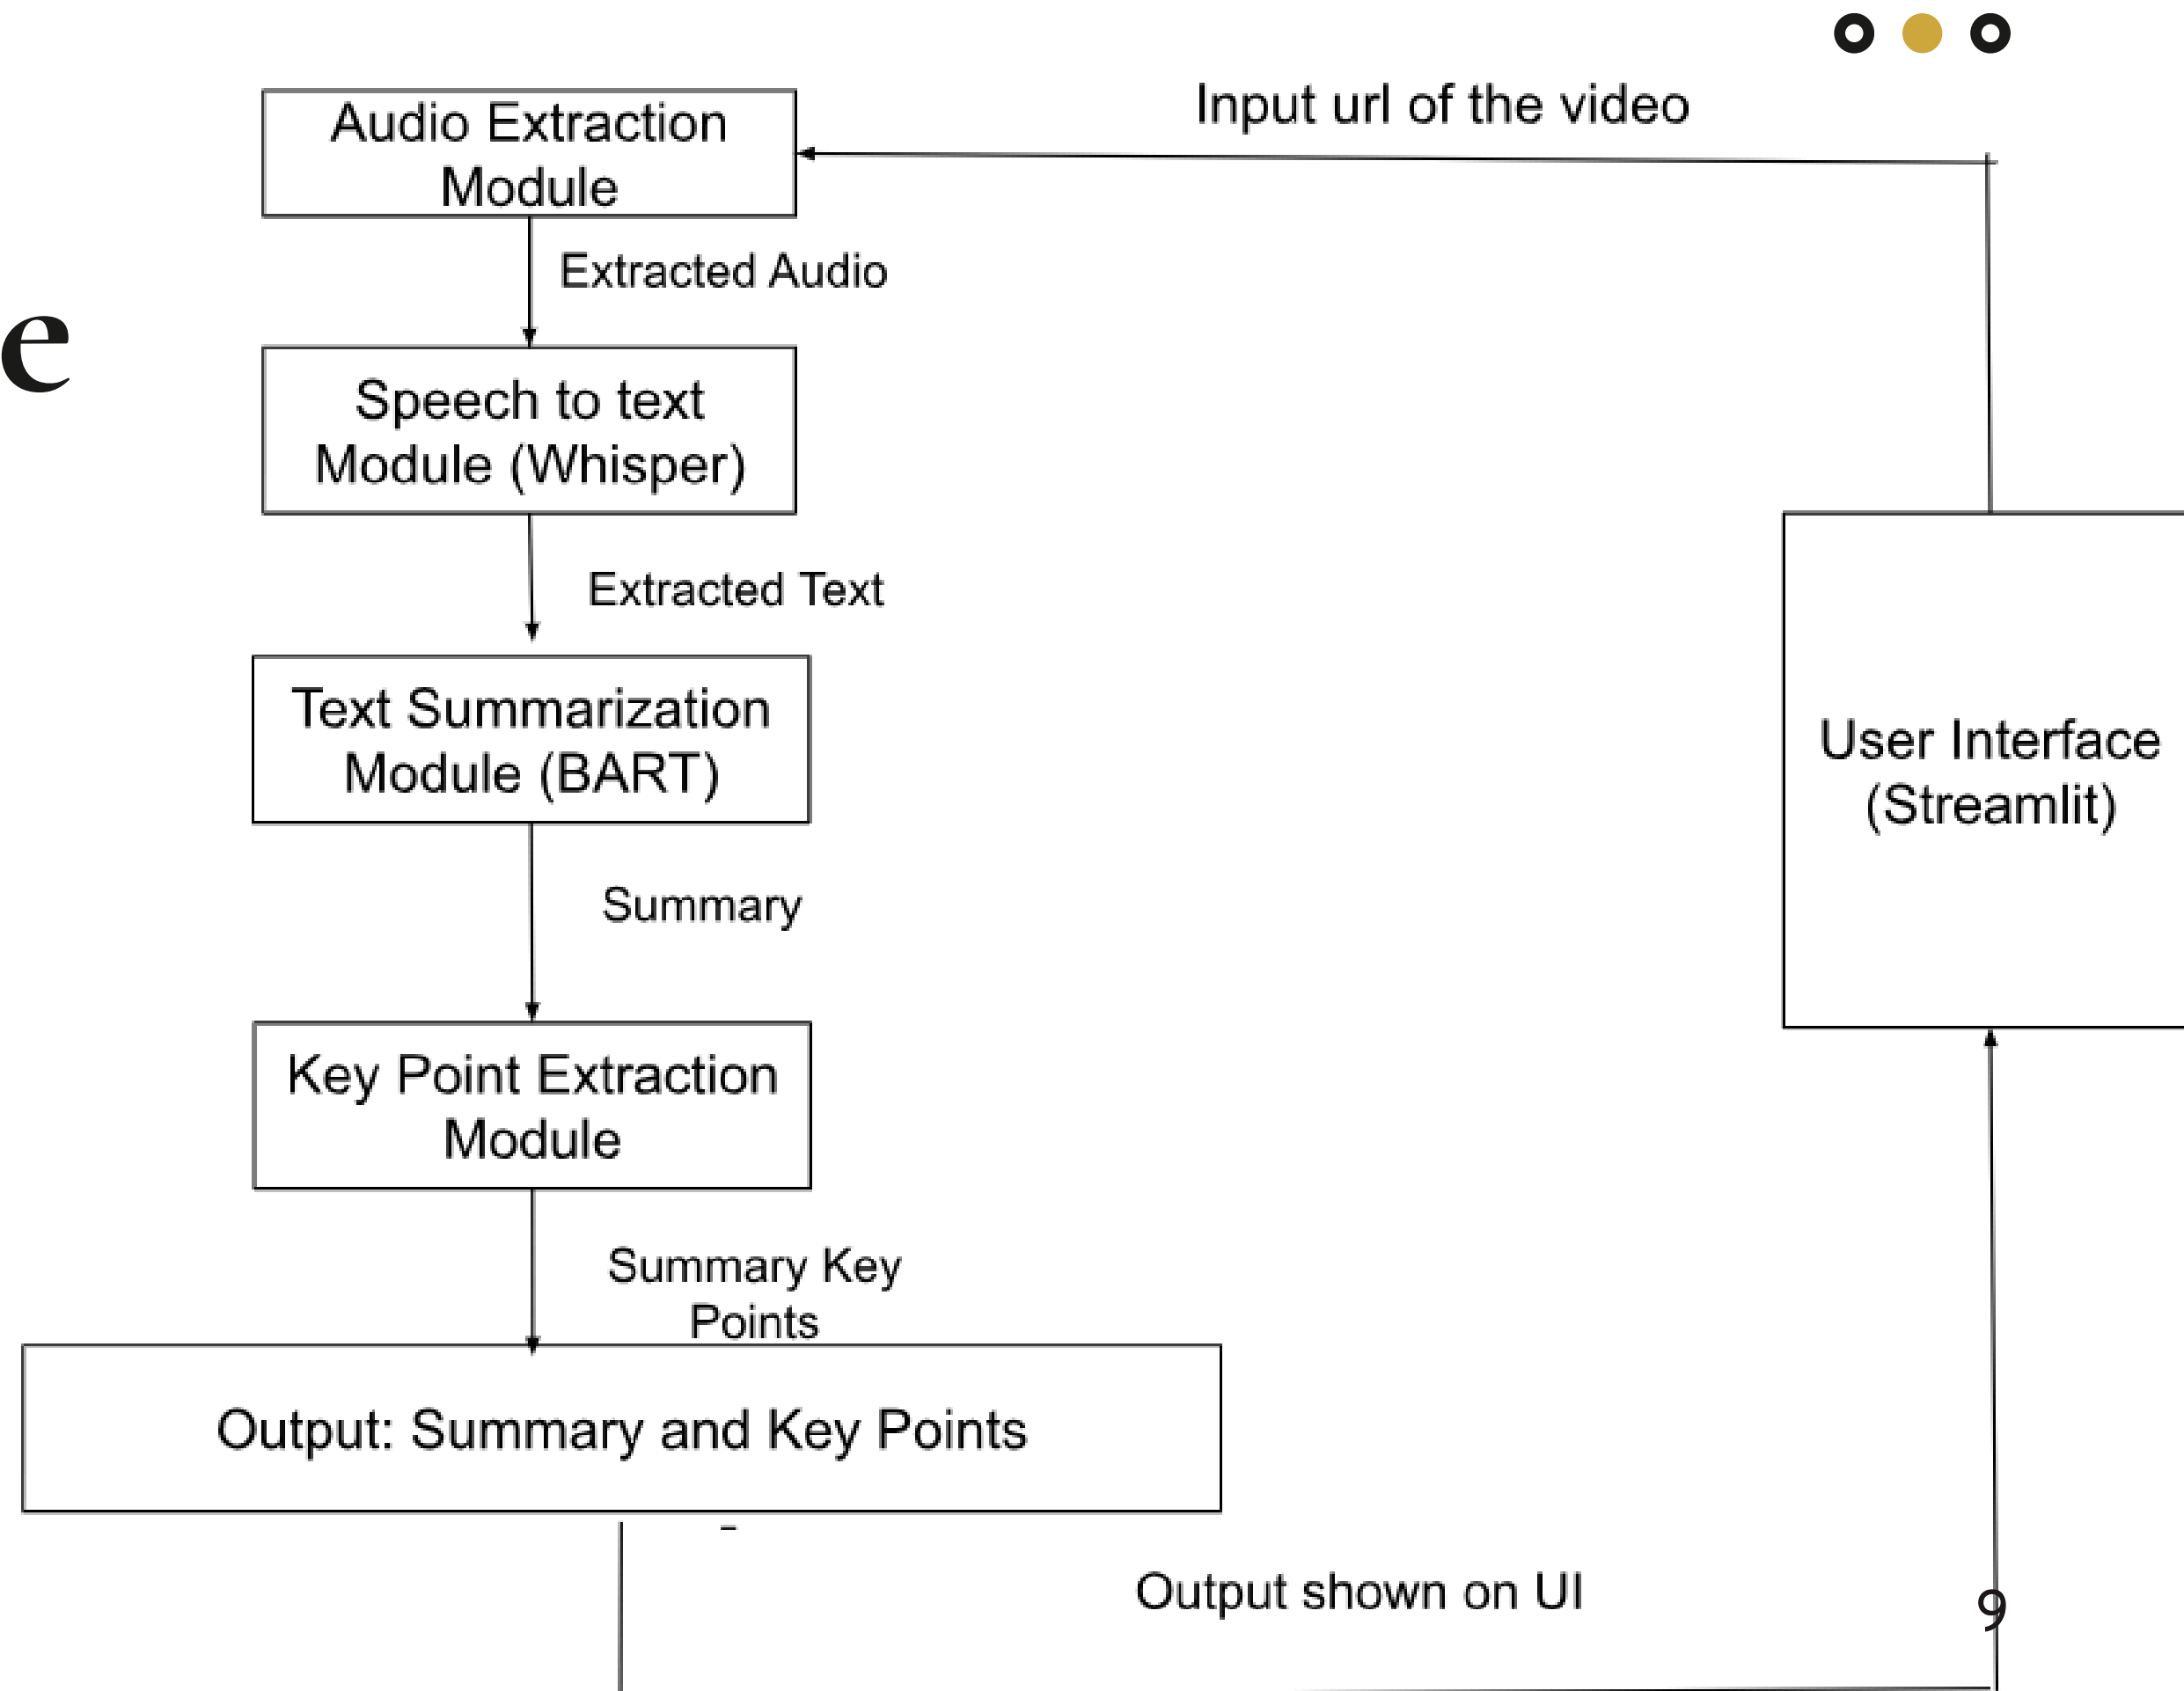 Input url of the video
Audio Extraction
Module
Extracted Audio
e
Speech to text
Module (Whisper)
Extracted Text
Text Summarization
Module (BART)
User Interface
(Streamlit)
Summary
Key Point Extraction
Module
Summary Key
Points
Output: Summary and Key Points
Output shown on UI
9